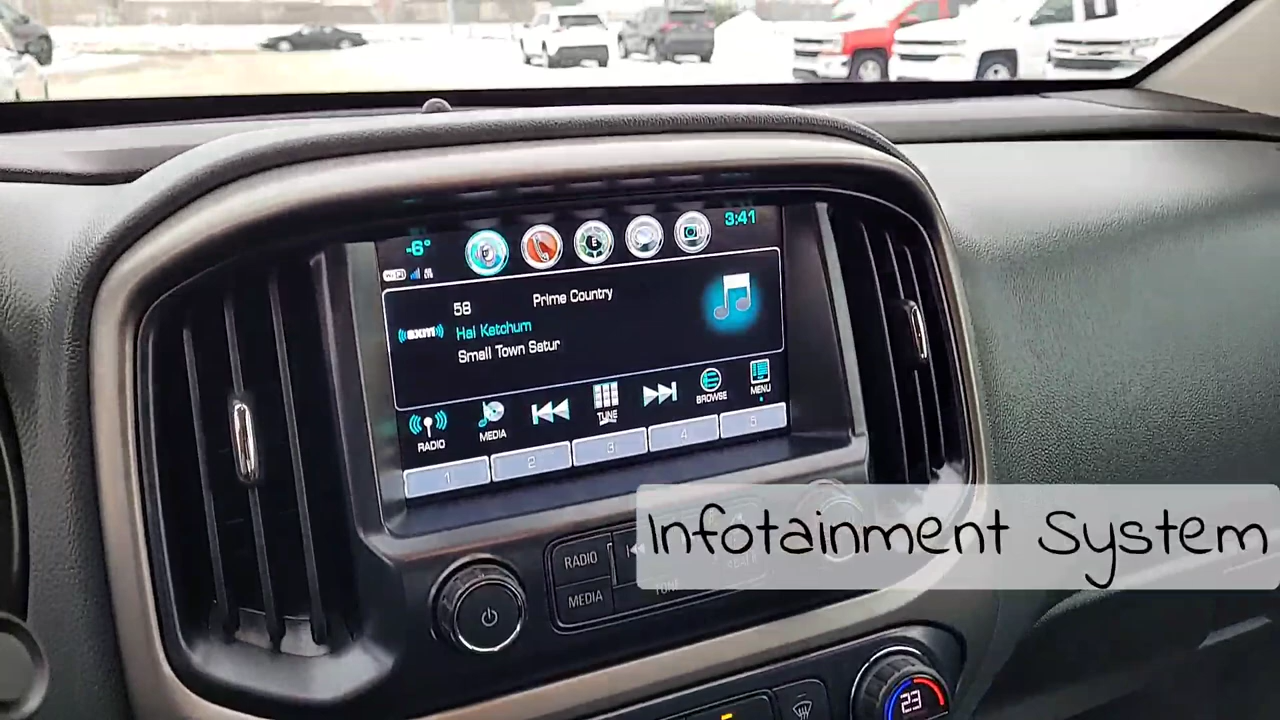 -6°
3:41
58 Prime Country
((sxm))
Hal Ketchum
Small Town Satur
RADIO MEDIA TUNE BROWSE MENU
1 2 3 4 5
Infotainment System
RADIO
MEDIA
23